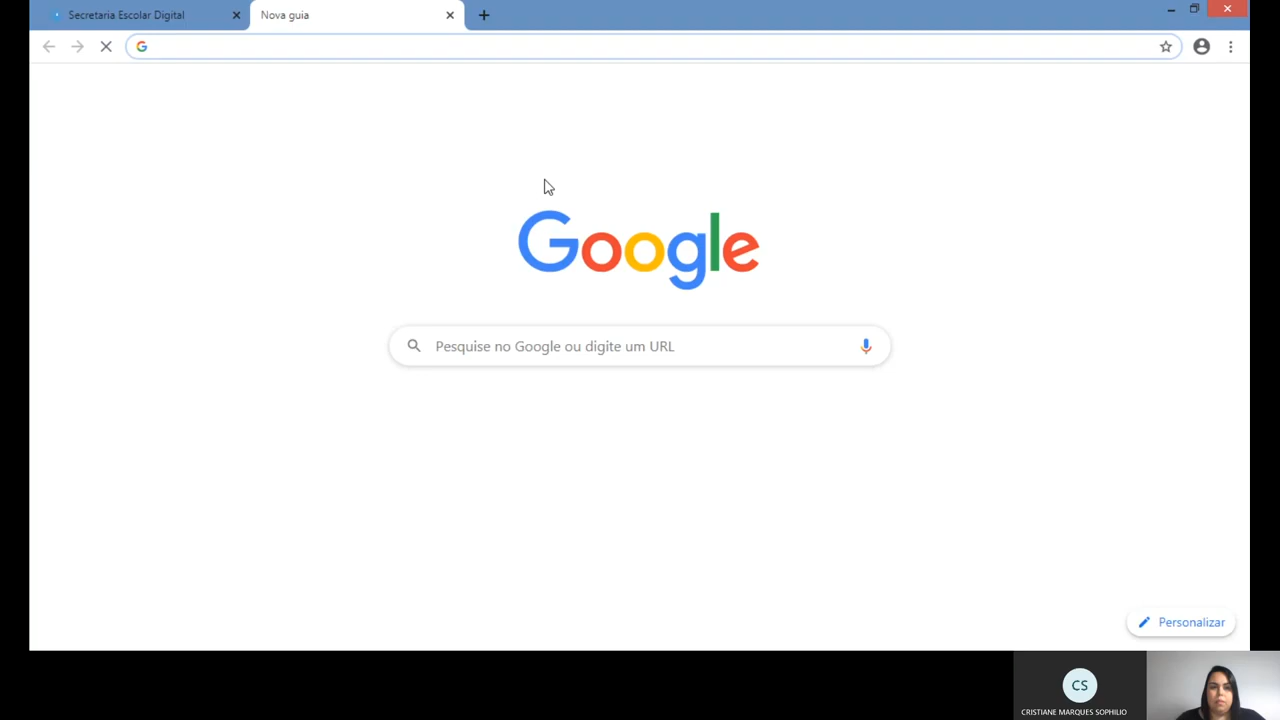 Secretaria Escolar Digital
Nova guia
Google
Pesquise no Google ou digite um URL
Personalizar
CS
CRISTIANE MARQUES SOPHILIO